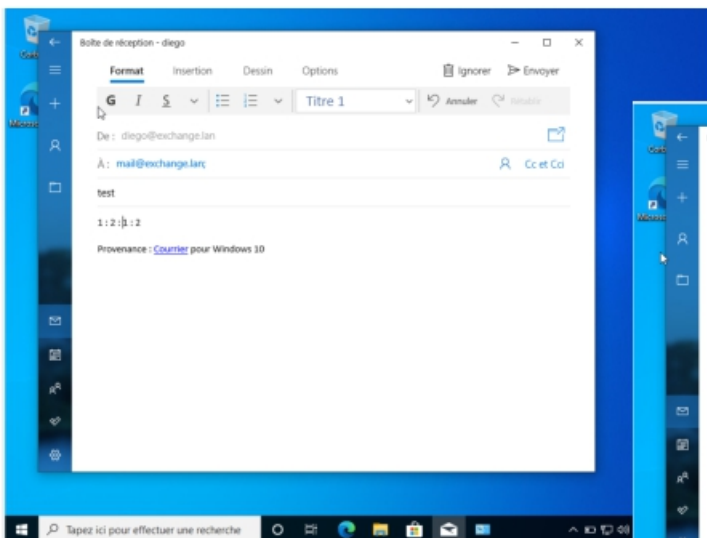 Boîte de réception - diego
Format Insertion Dessin Options Ignorer Envoyer
G I S Titre 1 Annuler Rétablir
De : diego@exchange.lan
À : mail@exchange.lan; Cc et Cci
test
1 : 2 : 1 : 2
Provenance : Courrier pour Windows 10
Tapez ici pour effectuer une recherche